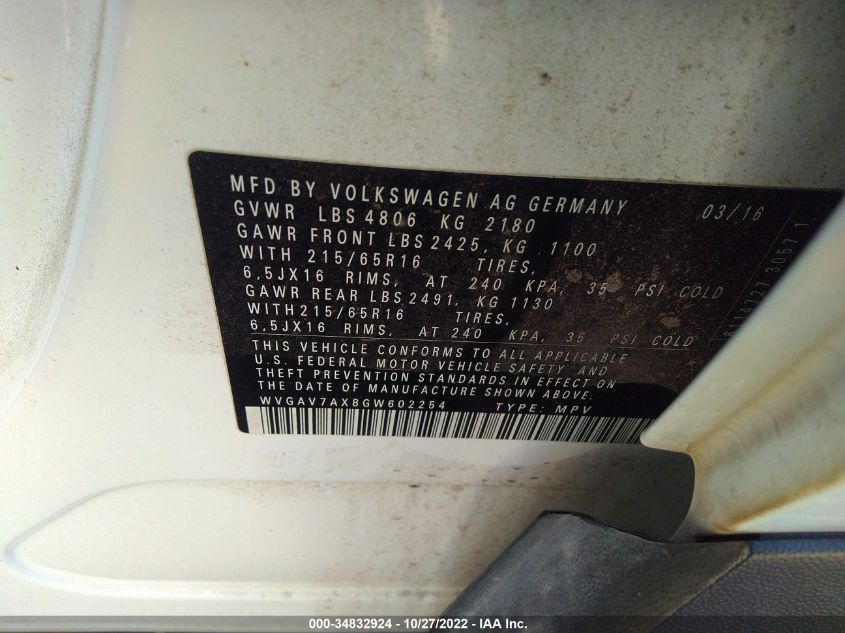 MFD BY VOLKSWAGEN AG GERMANY 03/16
GVWR LBS 4806 KG 2180
GAWR FRONT LBS 2425, KG 1100
WITH 215/65R16 TIRES,
6,5JX16 RIMS, AT 240 KPA, 35 PSI COLD
GAWR REAR LBS 2491, KG 1130
WITH 215/65R16 TIRES,
6,5JX16 RIMS, AT 240 KPA, 35 PSI COLD
THIS VEHICLE CONFORMS TO ALL APPLICABLE
U.S. FEDERAL MOTOR VEHICLE SAFETY AND
THEFT PREVENTION STANDARDS IN EFFECT ON
THE DATE OF MANUFACTURE SHOWN ABOVE.
WVGAV7AX8GW602254 TYPE: MPV
000-34832924 - 10/27/2022 - IAA Inc.